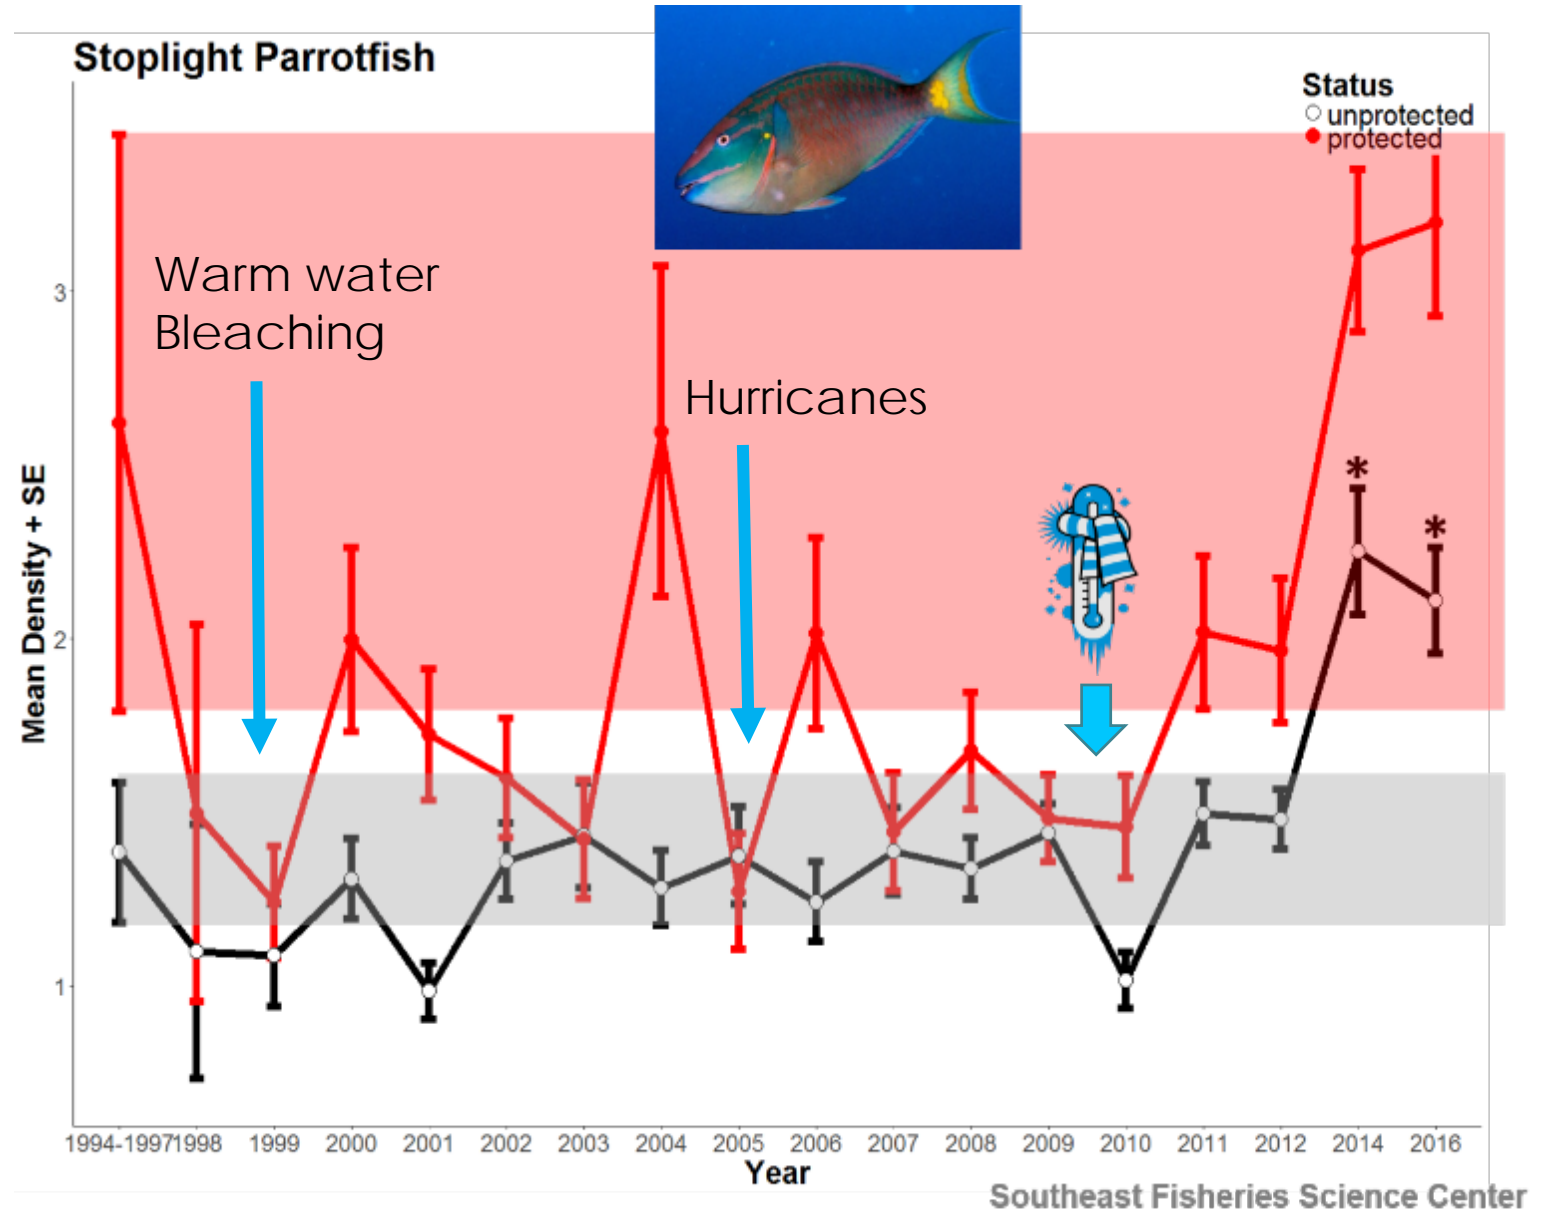 Stoplight Parrotfish
Status
unprotected
protected
Warm water
Bleaching
Hurricanes
Mean Density + SE
3
2
1
*
*
1994-1997 1998 1999 2000 2001 2002 2003 2004 2005 2006 2007 2008 2009 2010 2011 2012 2014 2016
Year
Southeast Fisheries Science Center